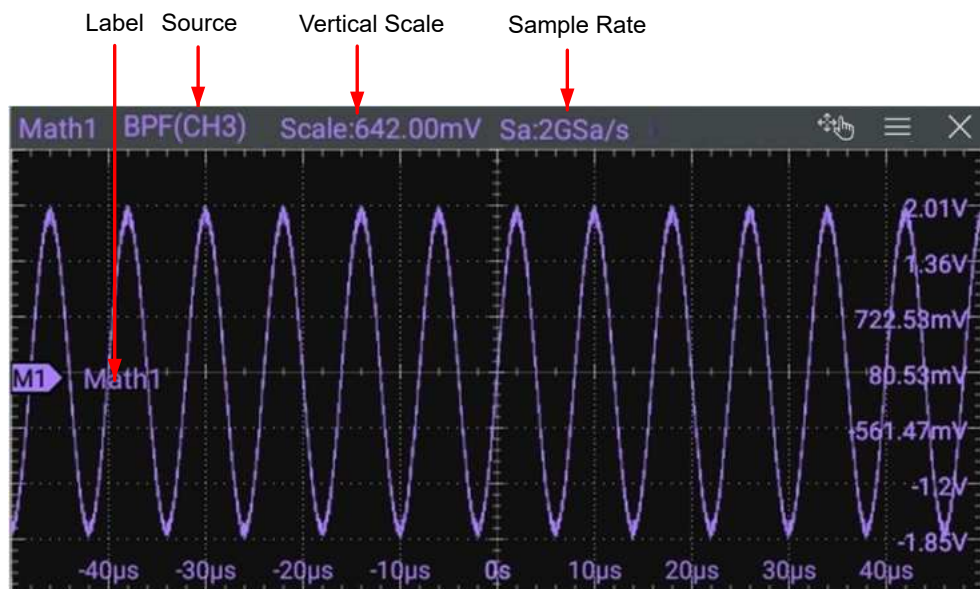 Label Source Vertical Scale Sample Rate
Math1 BPF(CH3) Scale:642.00mV Sa:2GSa/s
2.01V
1.36V
722.53mV
M1 Math1 80.53mV
-561.47mV
-1.2V
-1.85V
-40μs -30μs -20μs -10μs 0s 10μs 20μs 30μs 40μs